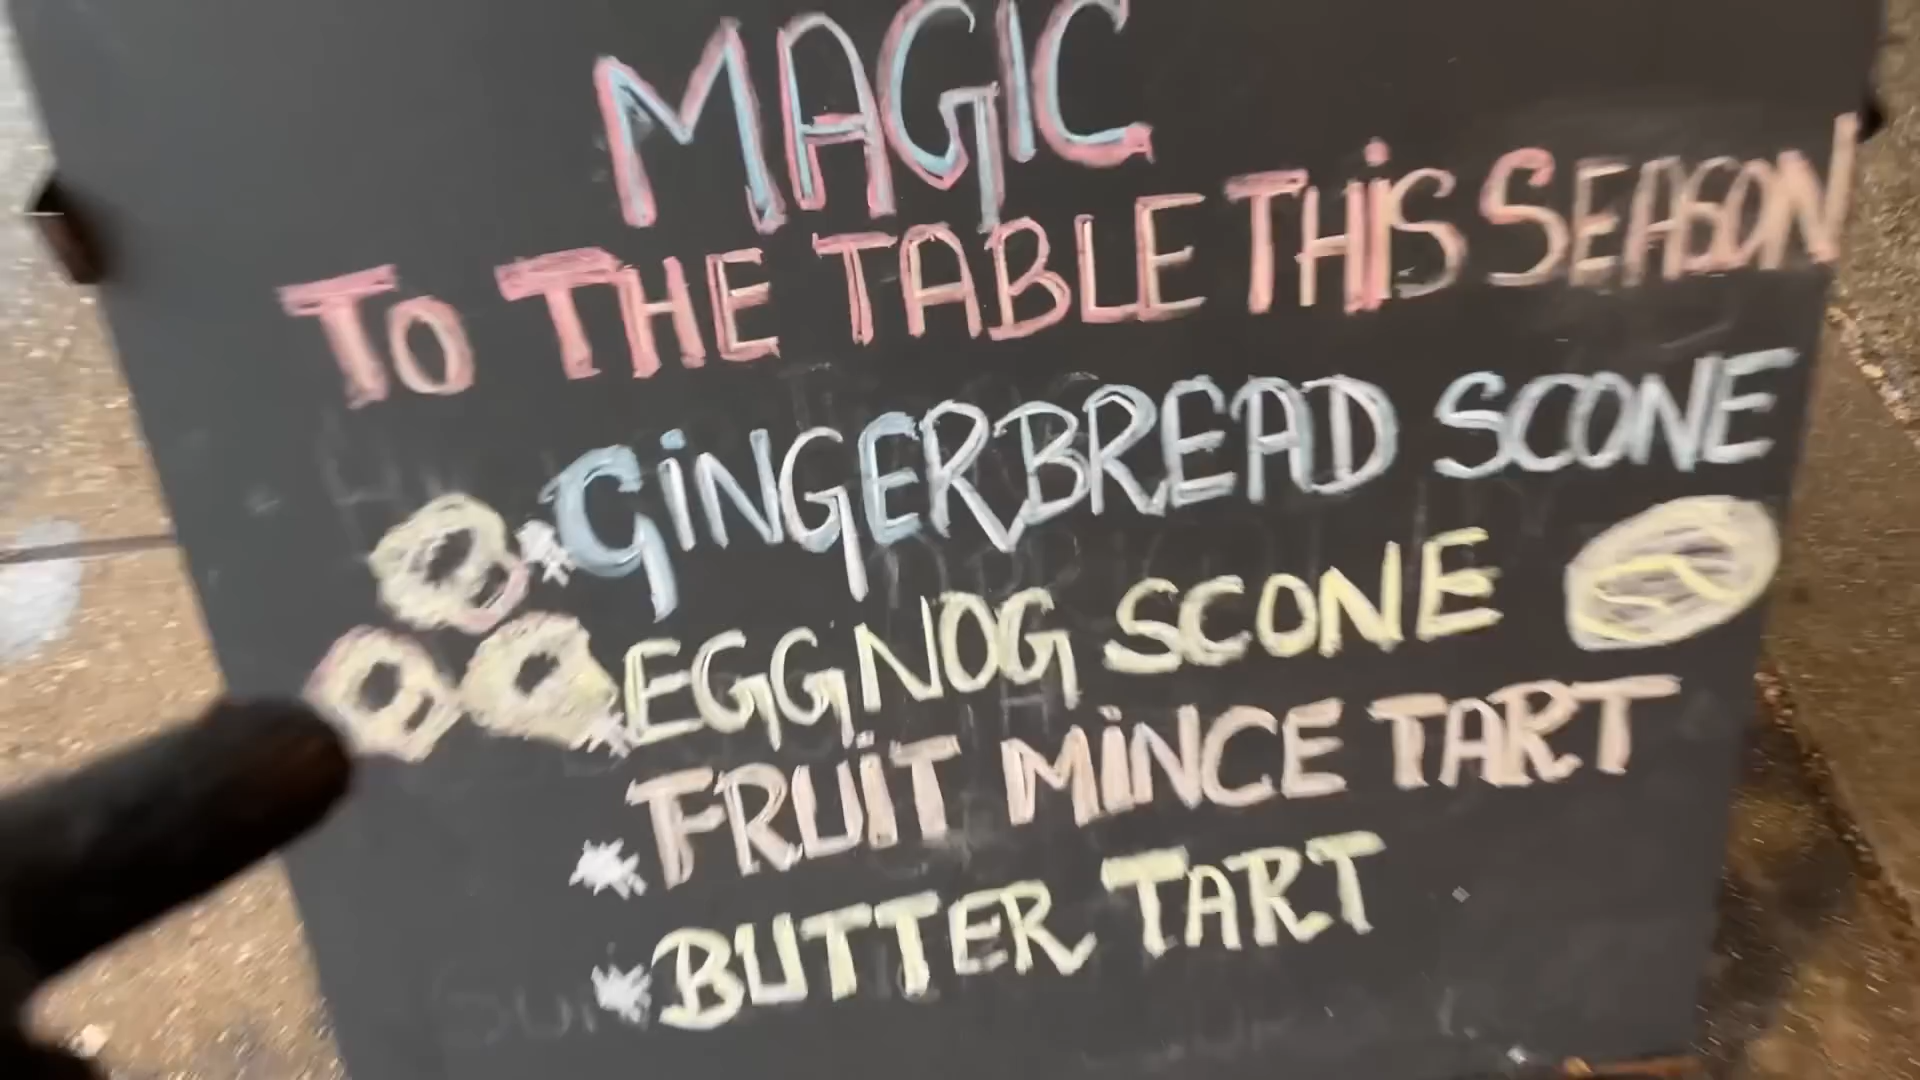 MAGIC
TO THE TABLE THIS SEASON
GINGERBREAD SCONE
EGGNOG SCONE
FRUIT MINCE TART
BUTTER TART